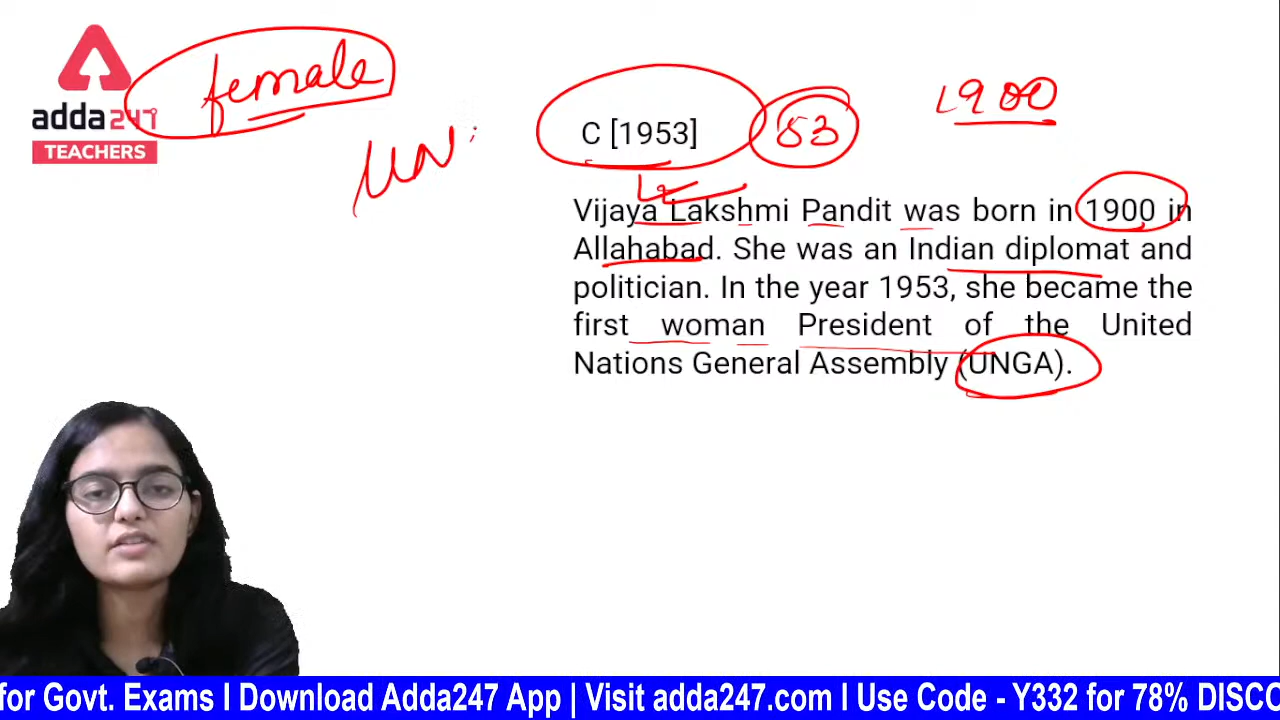 female
adda247
TEACHERS
UN
C [1953]
53
1900
Vijaya Lakshmi Pandit was born in 1900 in
Allahabad. She was an Indian diplomat and
politician. In the year 1953, she became the
first woman President of the United
Nations General Assembly (UNGA).
for Govt. Exams I Download Adda247 App | Visit adda247.com I Use Code - Y332 for 78% DISCO